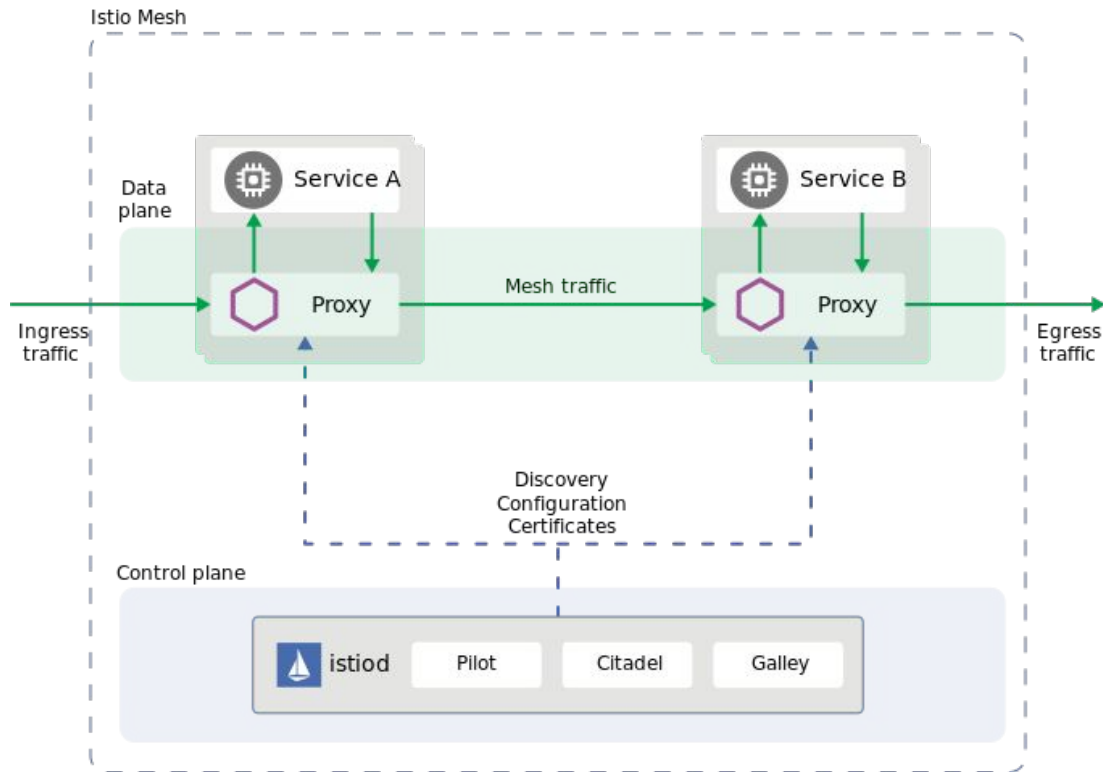 Istio Mesh
Data
plane
Service A
Service B
Proxy
Mesh traffic
Proxy
Ingress
traffic
Egress
traffic
Discovery
Configuration
Certificates
Control plane
istiod
Pilot
Citadel
Galley